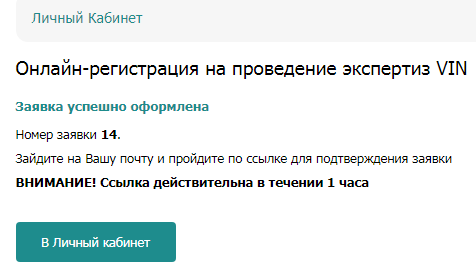 Личный Кабинет
Онлайн-регистрация на проведение экспертиз VIN
Заявка успешно оформлена
Номер заявки 14.
Зайдите на Вашу почту и пройдите по ссылке для подтверждения заявки
ВНИМАНИЕ! Ссылка действительна в течении 1 часа
В Личный кабинет